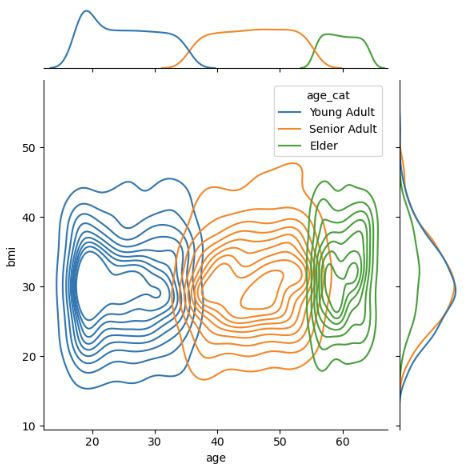 age_cat
Young Adult
Senior Adult
Elder
50
40
30
20
10
bmi
20 30 40 50 60
age